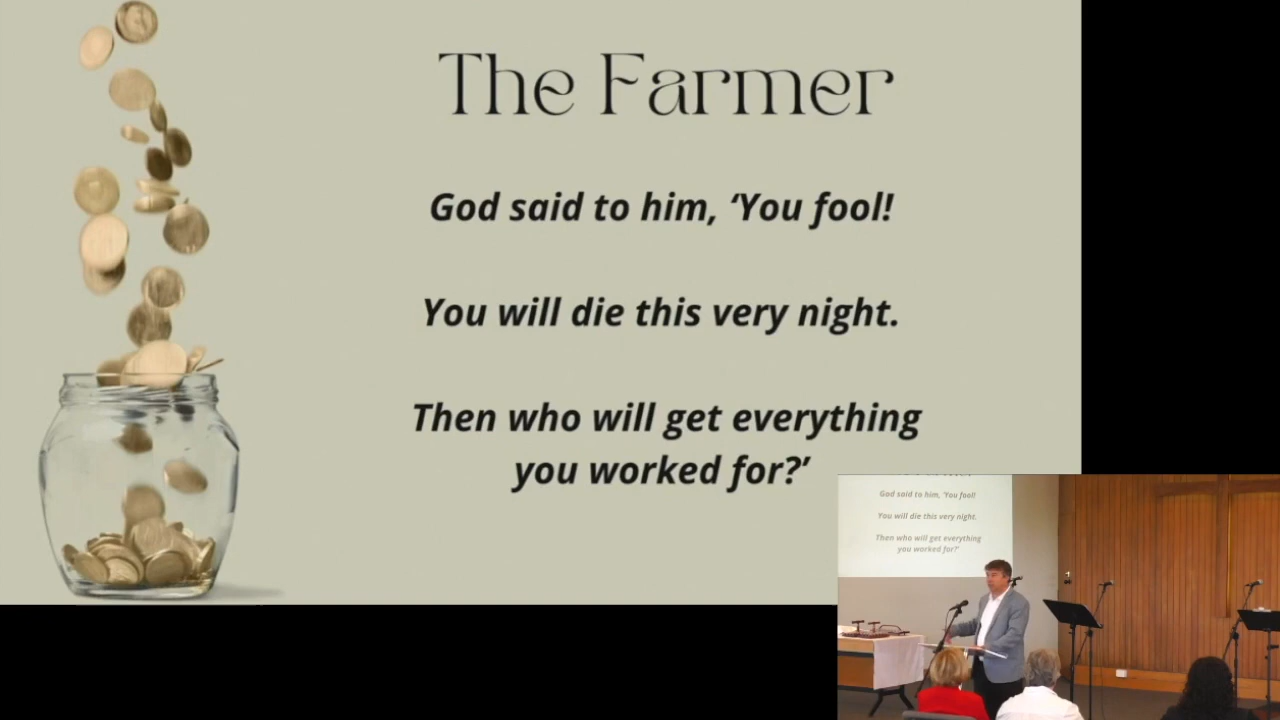 The Farmer
God said to him, ‘You fool!
You will die this very night.
Then who will get everything
you worked for?’
God said to him, 'You fool!
You will die this very night.
Then who will get everything
you worked for?'